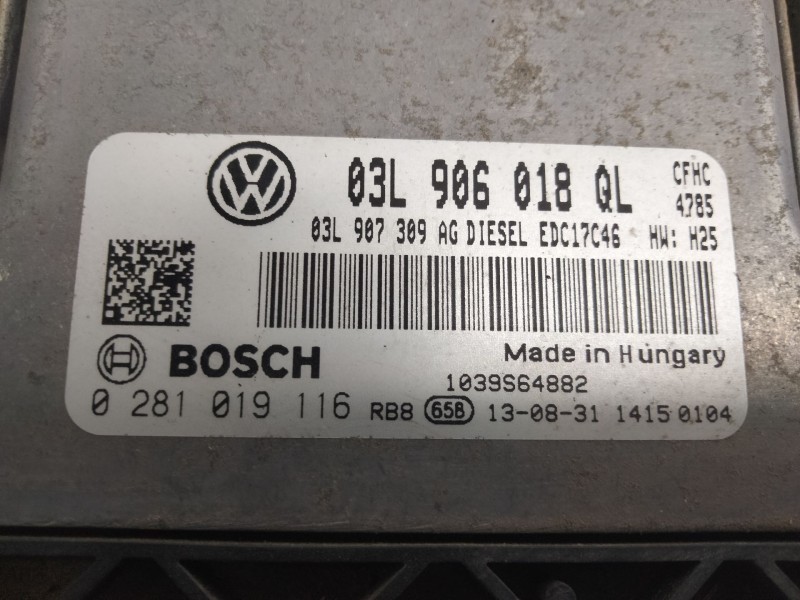 03L 906 018 QL CFHC
4785
03L 907 309 AG DIESEL EDC17C46 HW: H25
BOSCH Made in Hungary
1039S64882
0 281 019 116 RB8 65B 13-08-31 1415 0104